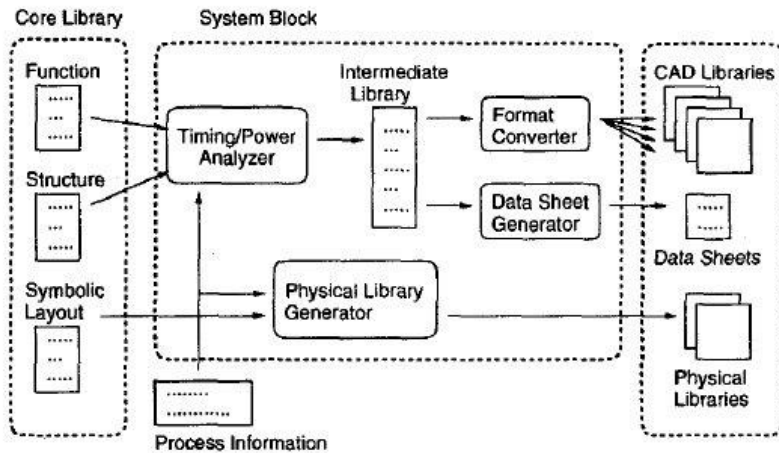 Core Library
System Block
Function
Structure
Symbolic
Layout
Timing/Power
Analyzer
Intermediate
Library
Format
Converter
Data Sheet
Generator
Physical Library
Generator
Process Information
CAD Libraries
Data Sheets
Physical
Libraries